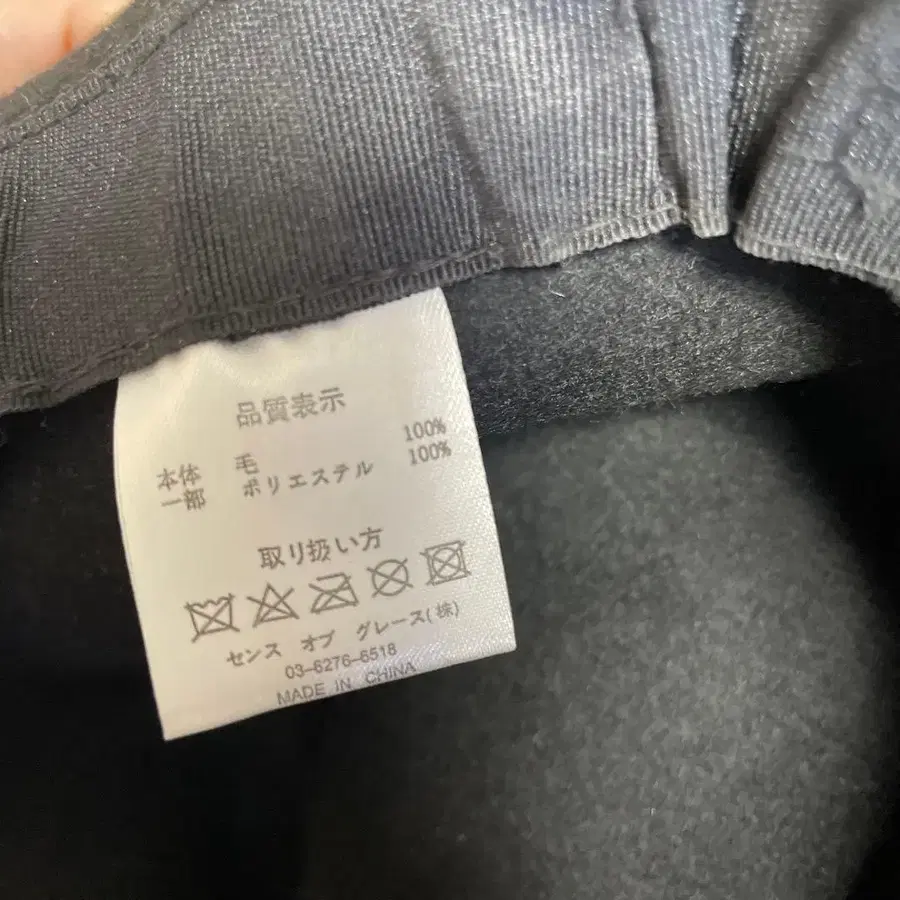 品質表示
本体 毛 100%
一部 ポリエステル 100%
取り扱い方
センス オブ グレース(株)
03-6276-6518
MADE IN CHINA